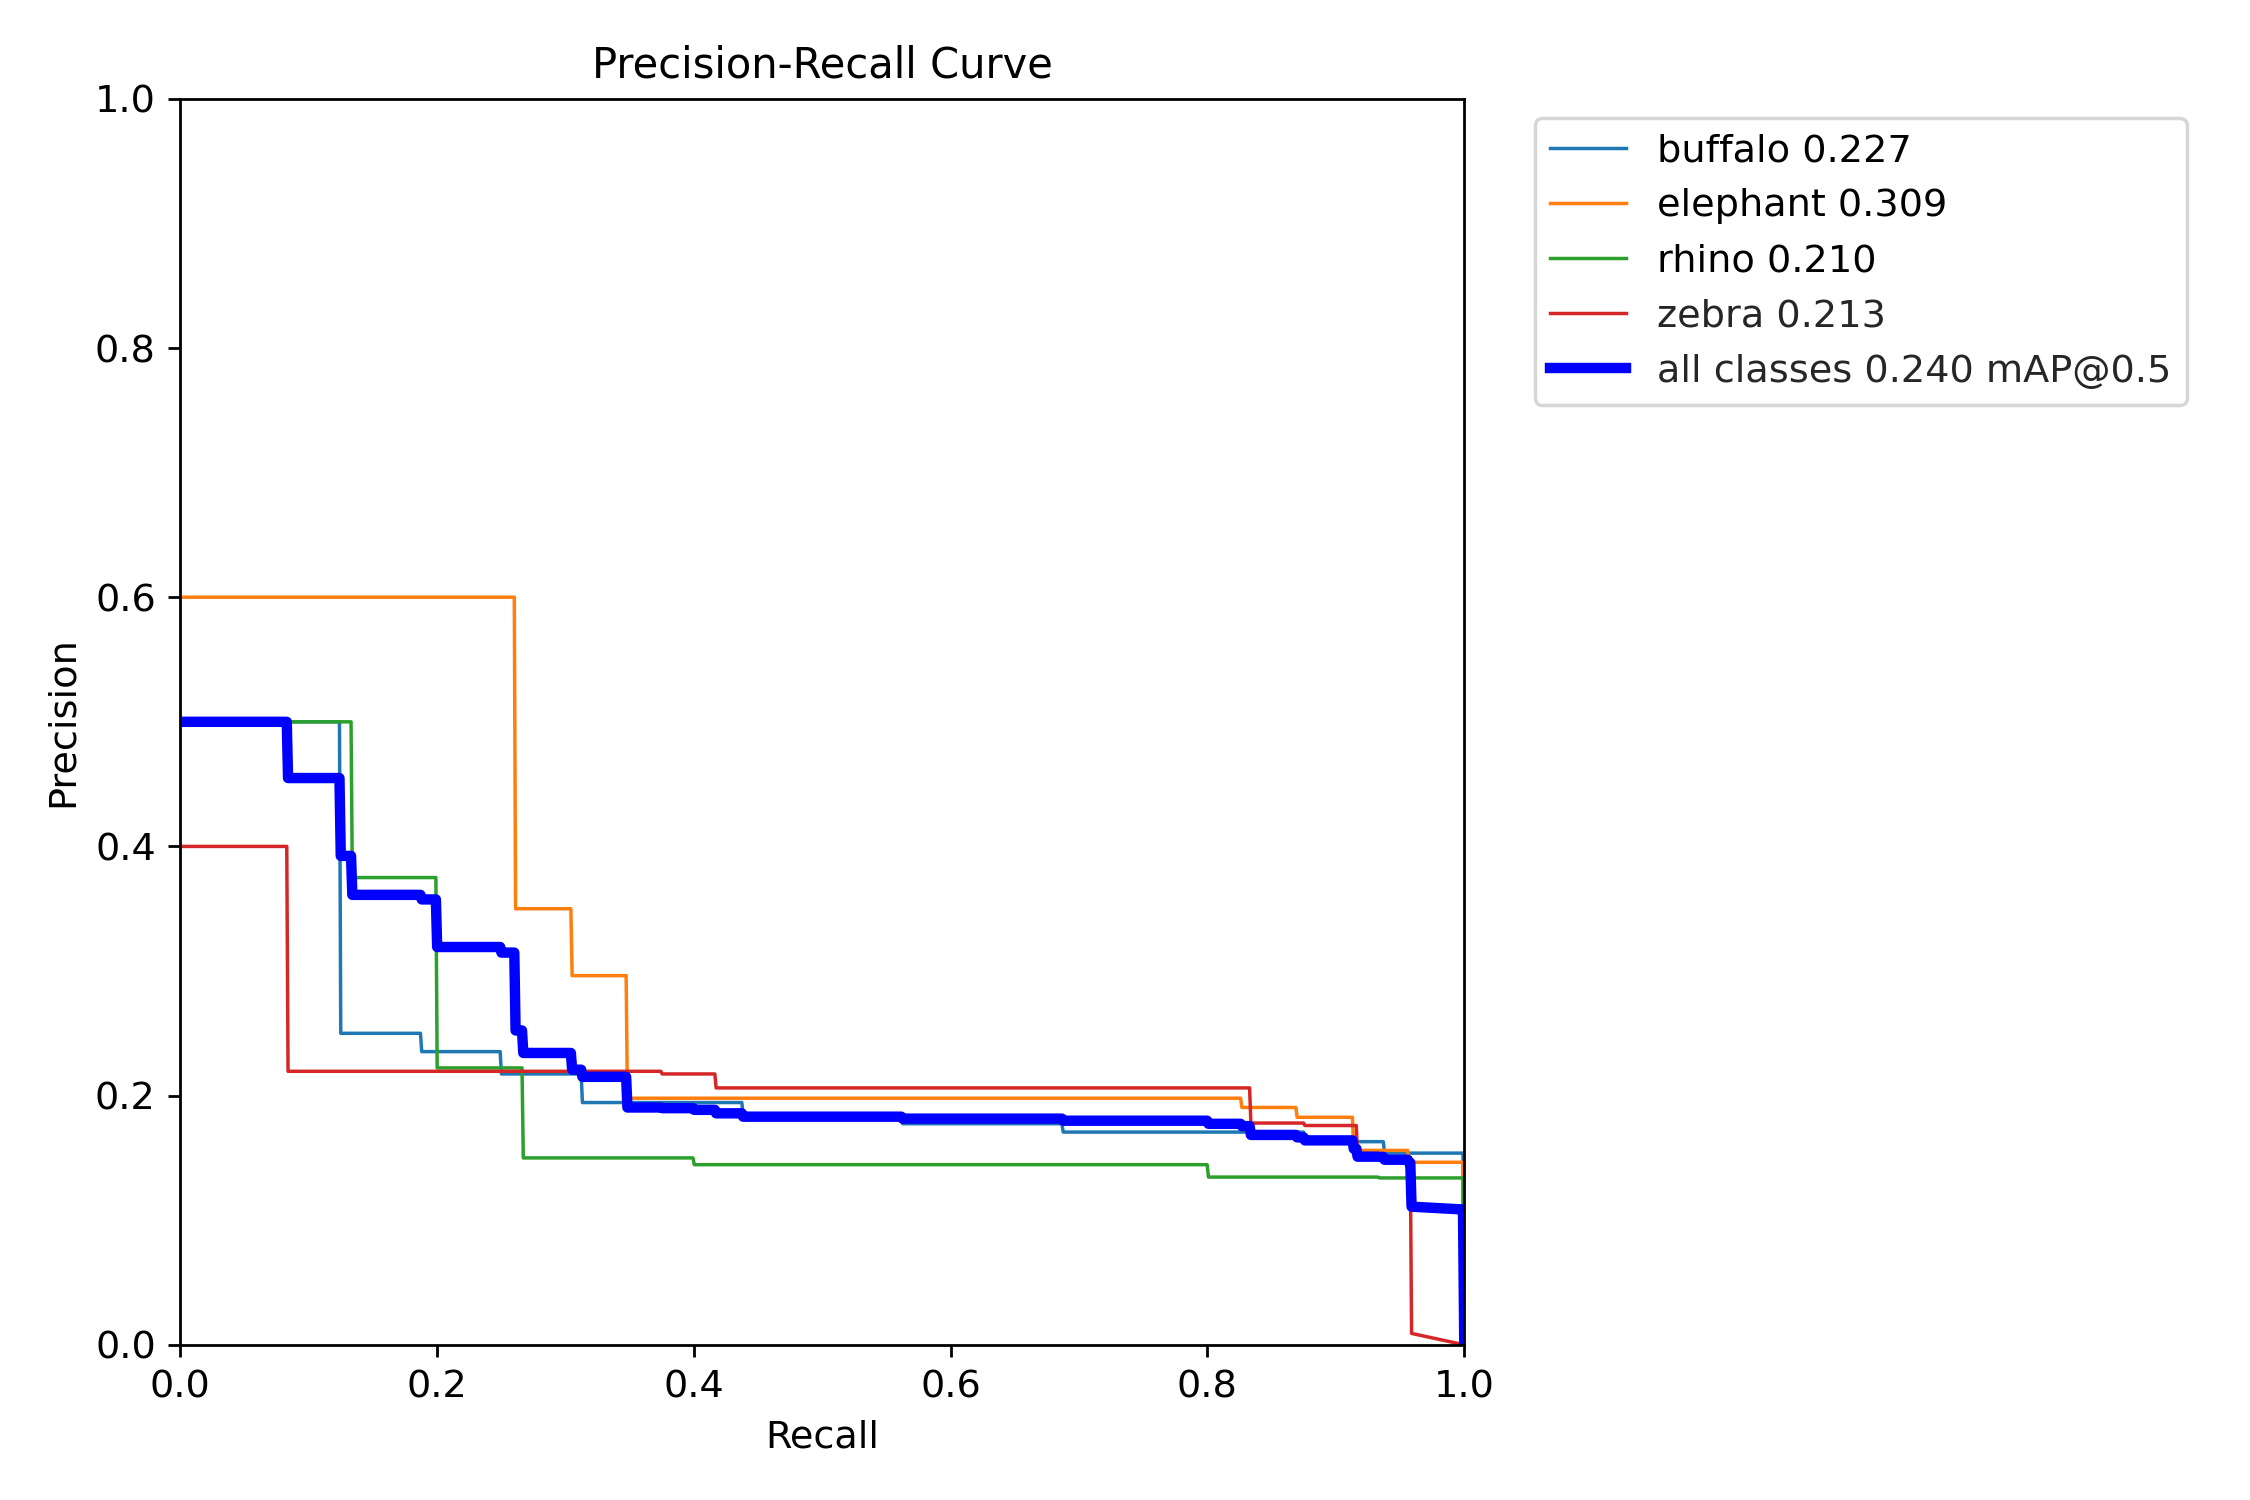 Precision-Recall Curve
1.0
0.8
0.6
0.4
0.2
0.0
Precision
0.0 0.2 0.4 0.6 0.8 1.0
Recall
buffalo 0.227
elephant 0.309
rhino 0.210
zebra 0.213
all classes 0.240 mAP@0.5